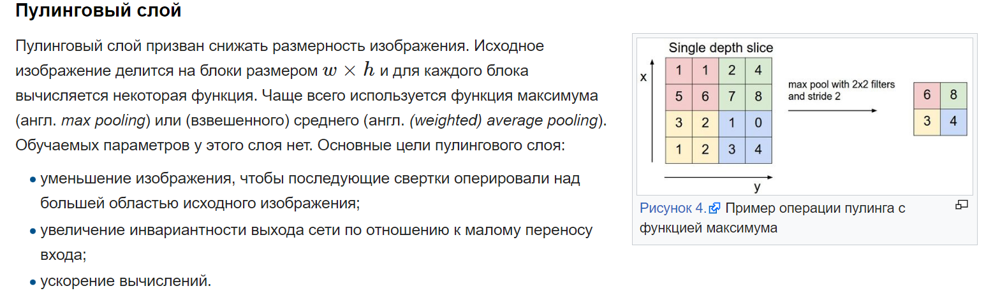 Пулинговый слой
Пулинговый слой призван снижать размерность изображения. Исходное
изображение делится на блоки размером w × h и для каждого блока
вычисляется некоторая функция. Чаще всего используется функция максимума
(англ. max pooling) или (взвешенного) среднего (англ. (weighted) average pooling).
Обучаемых параметров у этого слоя нет. Основные цели пулингового слоя:
• уменьшение изображения, чтобы последующие свертки оперировали над
большей областью исходного изображения;
• увеличение инвариантности выхода сети по отношению к малому переносу
входа;
• ускорение вычислений.
Single depth slice
x
1 1 2 4
5 6 7 8
3 2 1 0
1 2 3 4
y
max pool with 2x2 filters
and stride 2
6 8
3 4
Рисунок 4. Пример операции пулинга с
функцией максимума